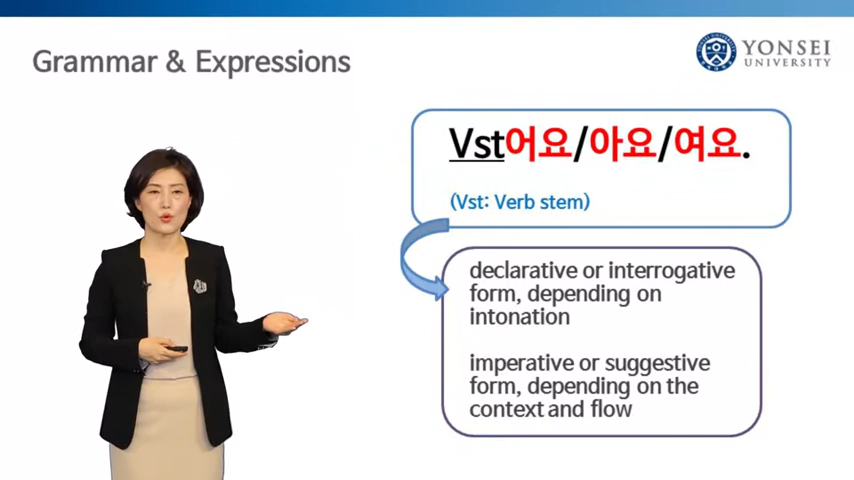 Grammar & Expressions
YONSEI
UNIVERSITY
Vst어요/아요/여요.
(Vst: Verb stem)
declarative or interrogative
form, depending on
intonation
imperative or suggestive
form, depending on the
context and flow